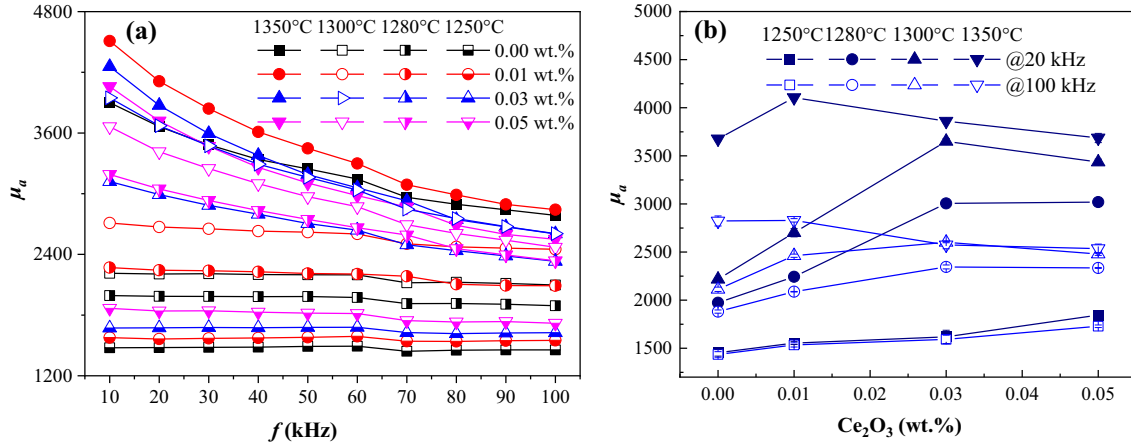 (a)
1350°C 1300°C 1280°C 1250°C
0.00 wt.%
0.01 wt.%
0.03 wt.%
0.05 wt.%
4800
3600
2400
1200
μa
10 20 30 40 50 60 70 80 90 100
f (kHz)
(b)
1250°C 1280°C 1300°C 1350°C
@20 kHz
@100 kHz
5000
4500
4000
3500
3000
2500
2000
1500
μa
0.00 0.01 0.02 0.03 0.04 0.05
Ce2O3 (wt.%)